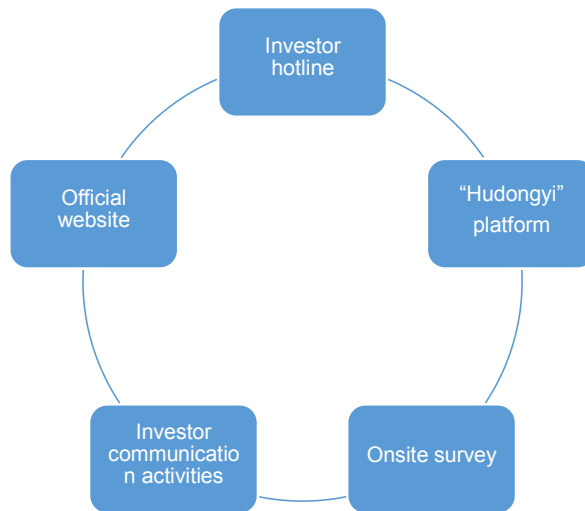 Investor
hotline
“Hudongyi”
platform
Onsite survey
Investor
communicatio
n activities
Official
website